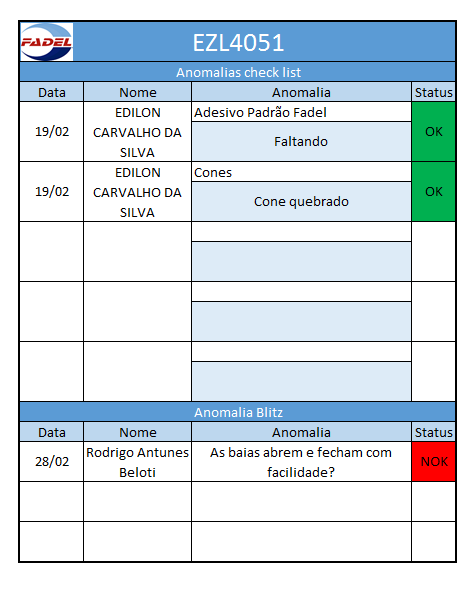 FADEL
EZL4051
Anomalias check list
Data Nome Anomalia Status
19/02
EDILON
CARVALHO DA
SILVA
Adesivo Padrão Fadel
Faltando
OK
19/02
EDILON
CARVALHO DA
SILVA
Cones
Cone quebrado
OK
Anomalia Blitz
Data Nome Anomalia Status
28/02
Rodrigo Antunes
Beloti
As baias abrem e fecham com
facilidade?
NOK